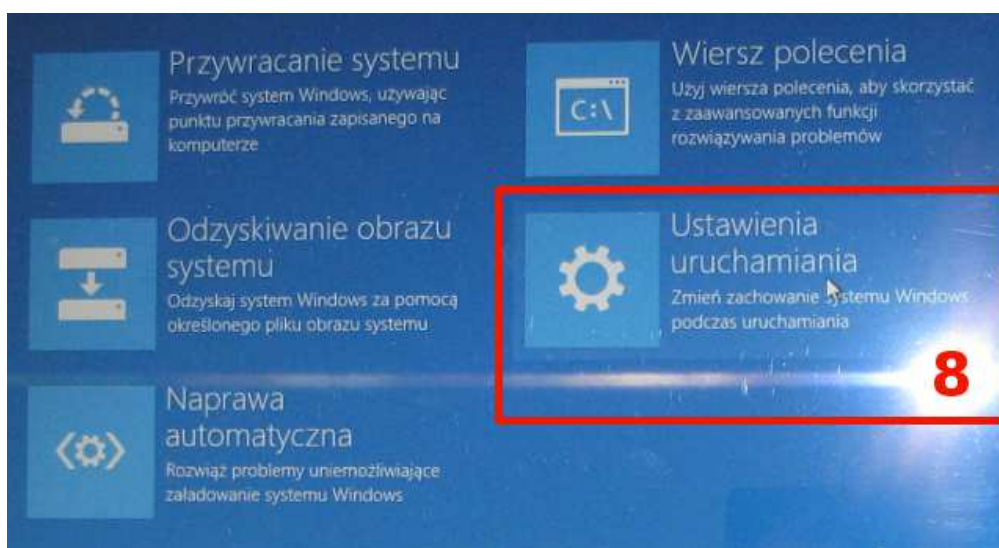 Przywracanie systemu
Przywróć system Windows, używając
punktu przywracania zapisanego na
komputerze
Odzyskiwanie obrazu
systemu
Odzyskaj system Windows za pomocą
określonego pliku obrazu systemu
Naprawa
automatyczna
Rozwiąż problemy uniemożliwiające
załadowanie systemu Windows
C:\
Wiersz polecenia
Użyj wiersza polecenia, aby skorzystać
z zaawansowanych funkcji
rozwiązywania problemów
Ustawienia
uruchamiania
Zmień zachowanie systemu Windows
podczas uruchamiania
8